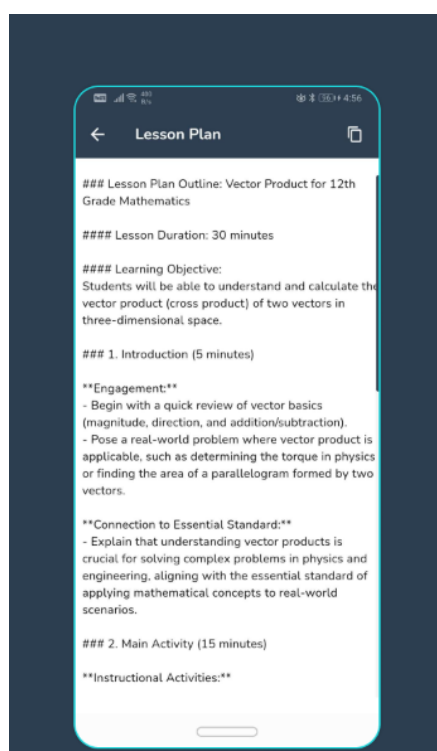 4:56
Lesson Plan
### Lesson Plan Outline: Vector Product for 12th
Grade Mathematics
#### Lesson Duration: 30 minutes
#### Learning Objective:
Students will be able to understand and calculate the
vector product (cross product) of two vectors in
three-dimensional space.
### 1. Introduction (5 minutes)
**Engagement:**
- Begin with a quick review of vector basics
(magnitude, direction, and addition/subtraction).
- Pose a real-world problem where vector product is
applicable, such as determining the torque in physics
or finding the area of a parallelogram formed by two
vectors.
**Connection to Essential Standard:**
- Explain that understanding vector products is
crucial for solving complex problems in physics and
engineering, aligning with the essential standard of
applying mathematical concepts to real-world
scenarios.
### 2. Main Activity (15 minutes)
**Instructional Activities:**